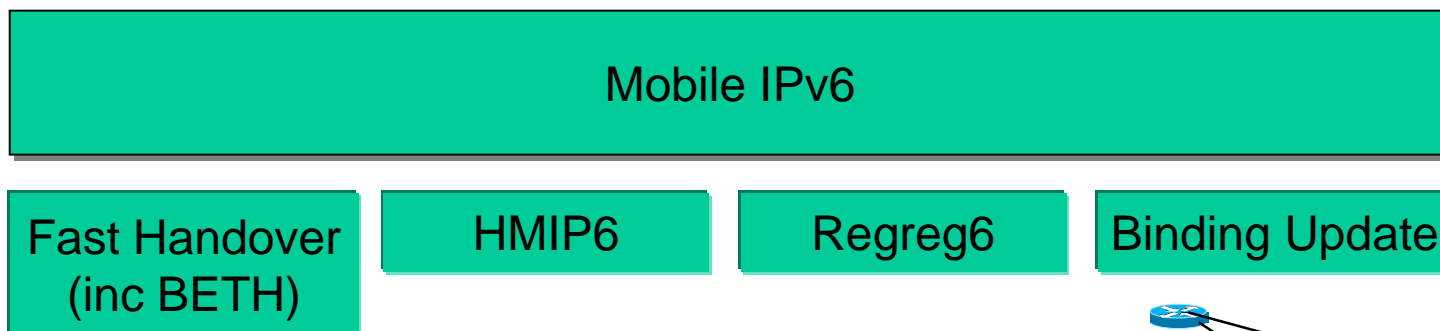 Mobile IPv6
Fast Handover
(inc BETH)
HMIP6
Regreg6
Binding Update